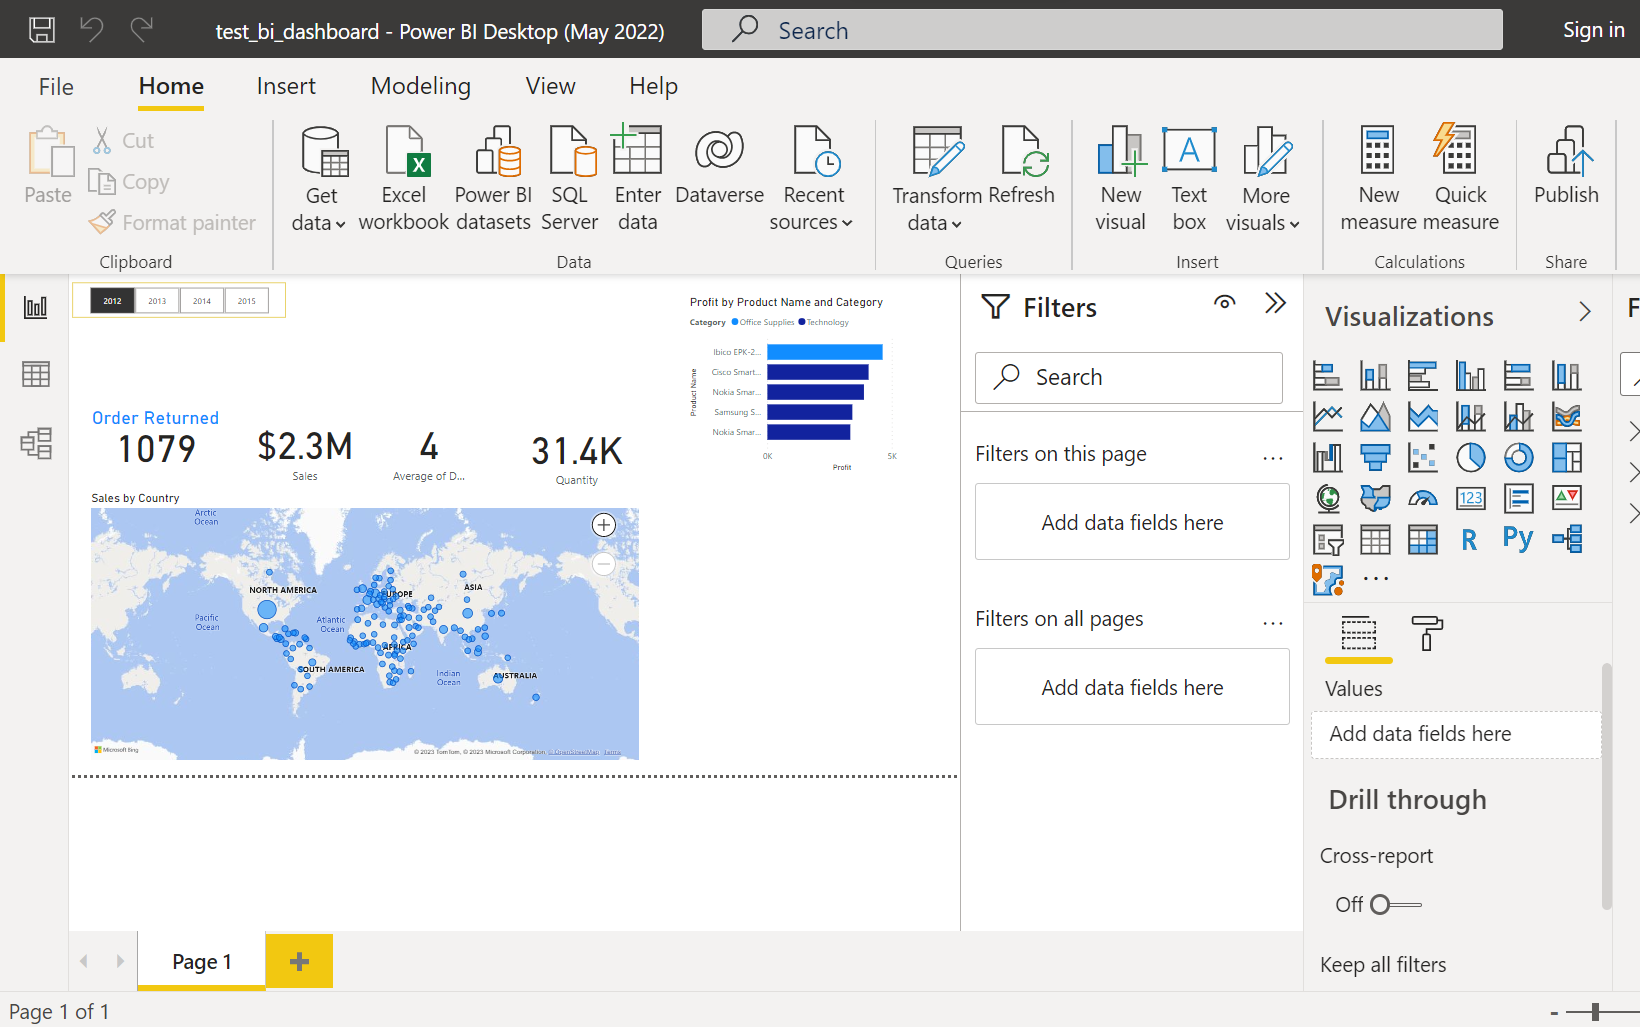 test_bi_dashboard - Power BI Desktop (May 2022)
Search
Sign in
File
Home
Insert
Modeling
View
Help
Paste
Cut
Copy
Format painter
Clipboard
Get data
Excel workbook
Power BI datasets
SQL Server
Enter data
Dataverse
Recent sources
Data
Transform data
Refresh
Queries
New visual
Text box
More visuals
Insert
New measure
Quick measure
Calculations
Publish
Share
2012
2013
2014
2015
Order Returned
1079
$2.3M
Sales
4
Average of D...
31.4K
Quantity
Profit by Product Name and Category
Category
Office Supplies
Technology
Product Name
Ibico EPK-2...
Cisco Smart...
Nokia Smar...
Samsung S...
Nokia Smar...
0K
5K
Profit
Sales by Country
Arctic
Ocean
NORTH AMERICA
EUROPE
ASIA
Pacific
Ocean
Atlantic
Ocean
AFRICA
SOUTH AMERICA
Indian
Ocean
AUSTRALIA
Microsoft Bing
© 2023 TomTom, © 2023 Microsoft Corporation, © OpenStreetMap Terms
Filters
Search
Filters on this page
...
Add data fields here
Filters on all pages
...
Add data fields here
Visualizations
F
123
R
Py
...
Values
Add data fields here
Drill through
Cross-report
Off
Keep all filters
Page 1
+
Page 1 of 1
-